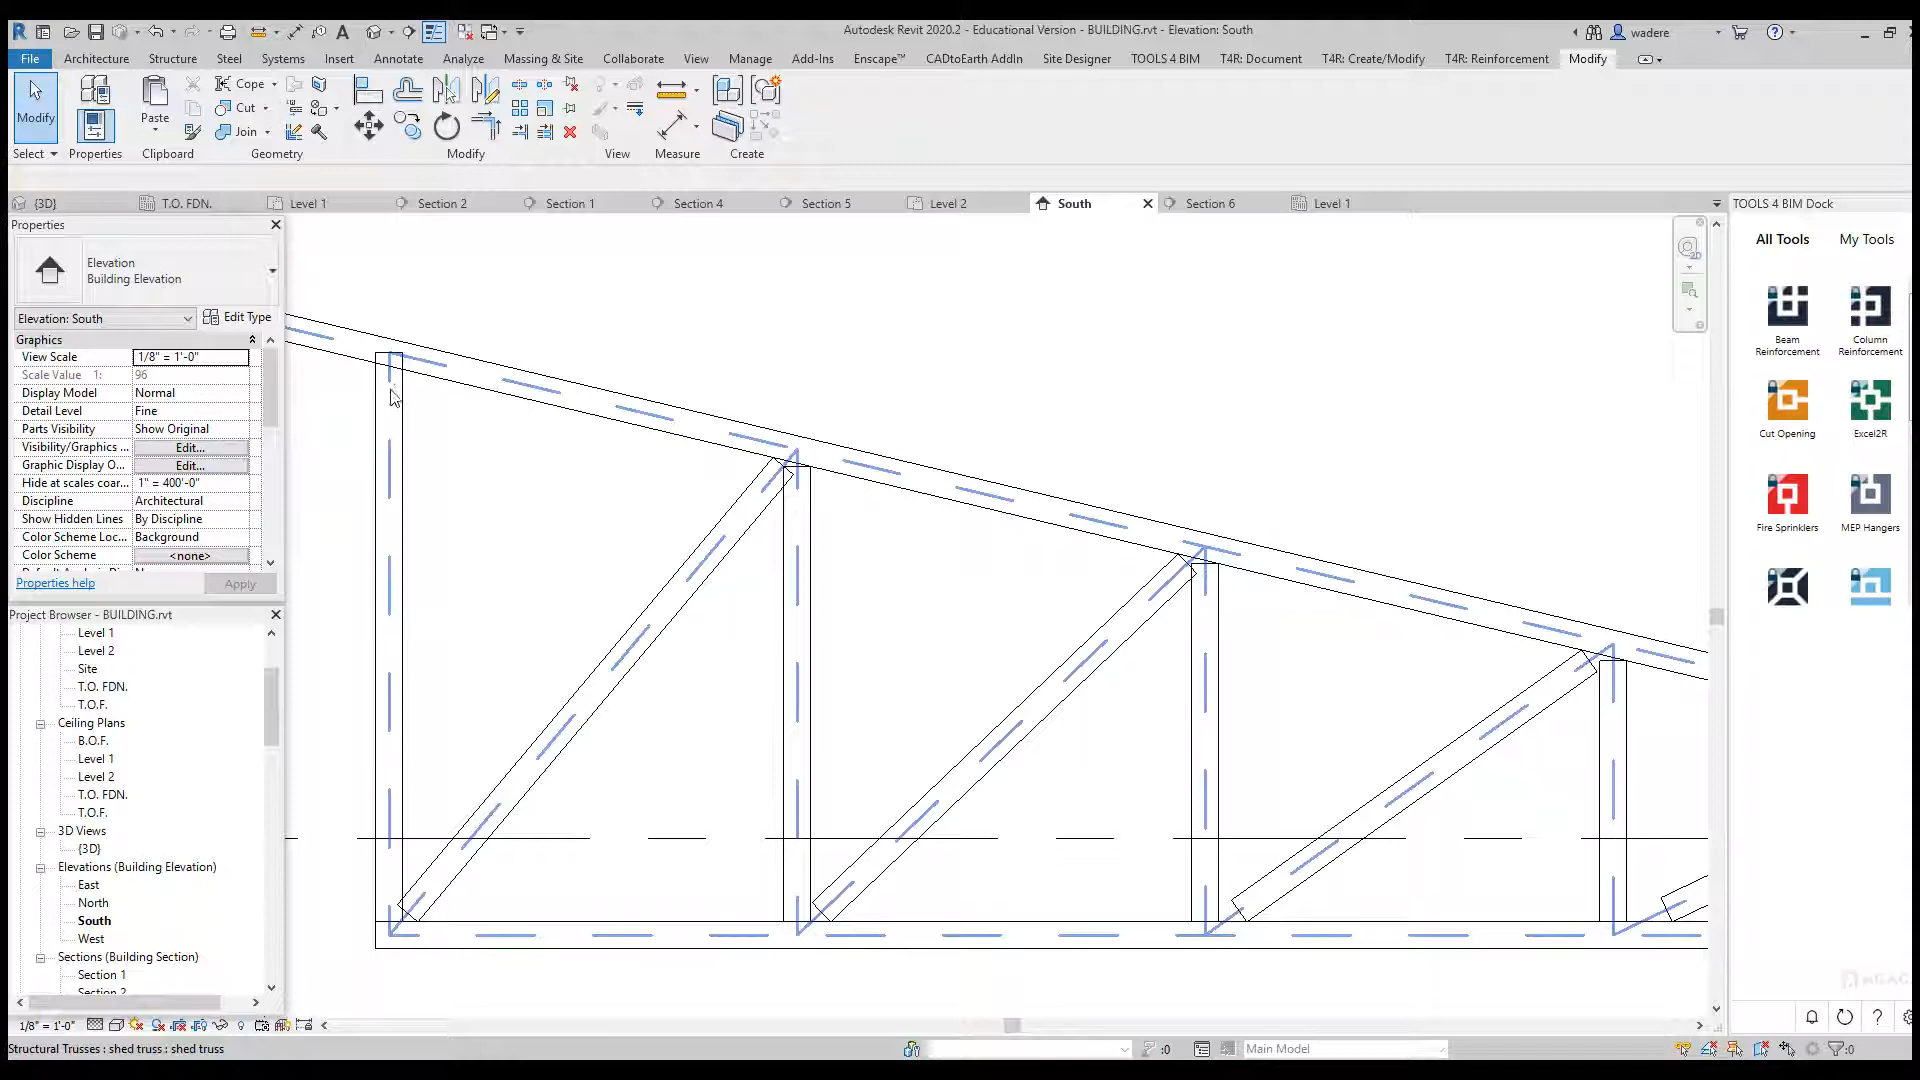 Autodesk Revit 2020.2 - Educational Version - BUILDING.rvt - Elevation: South
wadere
File Architecture Structure Steel Systems Insert Annotate Analyze Massing & Site Collaborate View Manage Add-Ins Enscape™ CADtoEarth AddIn Site Designer TOOLS 4 BIM T4R: Document T4R: Create/Modify T4R: Reinforcement Modify
Modify
Paste
Cope
Cut
Join
Select Properties Clipboard Geometry Modify View Measure Create
{3D} T.O. FDN. Level 1 Section 2 Section 1 Section 4 Section 5 Level 2 South Section 6 Level 1
TOOLS 4 BIM Dock
Properties
Elevation
Building Elevation
Elevation: South Edit Type
Graphics
View Scale 1/8" = 1'-0"
Scale Value 1: 96
Display Model Normal
Detail Level Fine
Parts Visibility Show Original
Visibility/Graphics ... Edit...
Graphic Display O... Edit...
Hide at scales coar... 1" = 400'-0"
Discipline Architectural
Show Hidden Lines By Discipline
Color Scheme Loc... Background
Color Scheme <none>
Properties help Apply
Project Browser - BUILDING.rvt
Level 1
Level 2
Site
T.O. FDN.
T.O.F.
Ceiling Plans
B.O.F.
Level 1
Level 2
T.O. FDN.
T.O.F.
3D Views
{3D}
Elevations (Building Elevation)
East
North
South
West
Sections (Building Section)
Section 1
Section 2
2D
All Tools My Tools
Beam Reinforcement
Column Reinforcement
Cut Opening
Excel2R
Fire Sprinklers
MEP Hangers
1/8" = 1'-0"
Structural Trusses : shed truss : shed truss
:0
Main Model
:0